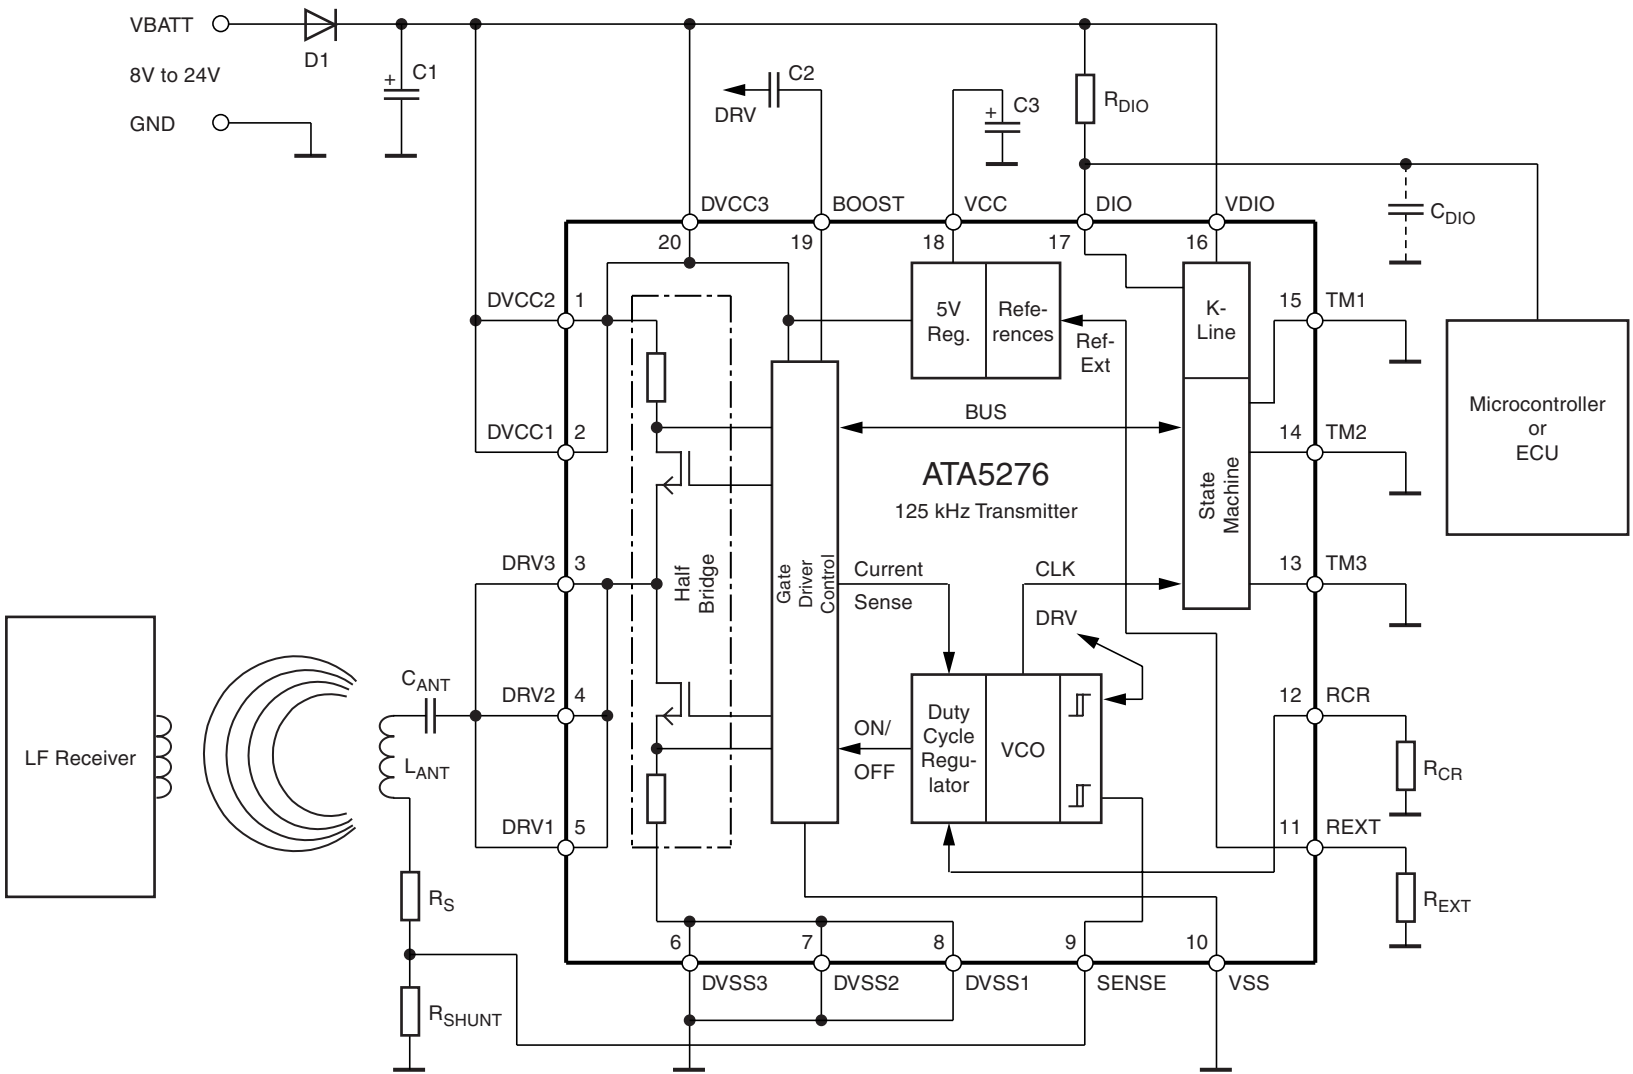 VBATT
D1
8V to 24V
+ C1
GND
C2
DRV
+ C3
RDIO
CDIO
DVCC3 BOOST VCC DIO VDIO
20 19 18 17 16
DVCC2 1
DVCC1 2
DRV3 3
DRV2 4
DRV1 5
5V
Reg.
Refe-
rences
Ref-
Ext
K-
Line
15 TM1
14 TM2
13 TM3
12 RCR
11 REXT
BUS
ATA5276
125 kHz Transmitter
State
Machine
Microcontroller
or
ECU
Half
Bridge
Gate
Driver
Control
Current
Sense
CLK
DRV
ON/
OFF
Duty
Cycle
Regu-
lator
VCO
LF Receiver
CANT
LANT
RS
RSHUNT
RCR
REXT
6 7 8 9 10
DVSS3 DVSS2 DVSS1 SENSE VSS